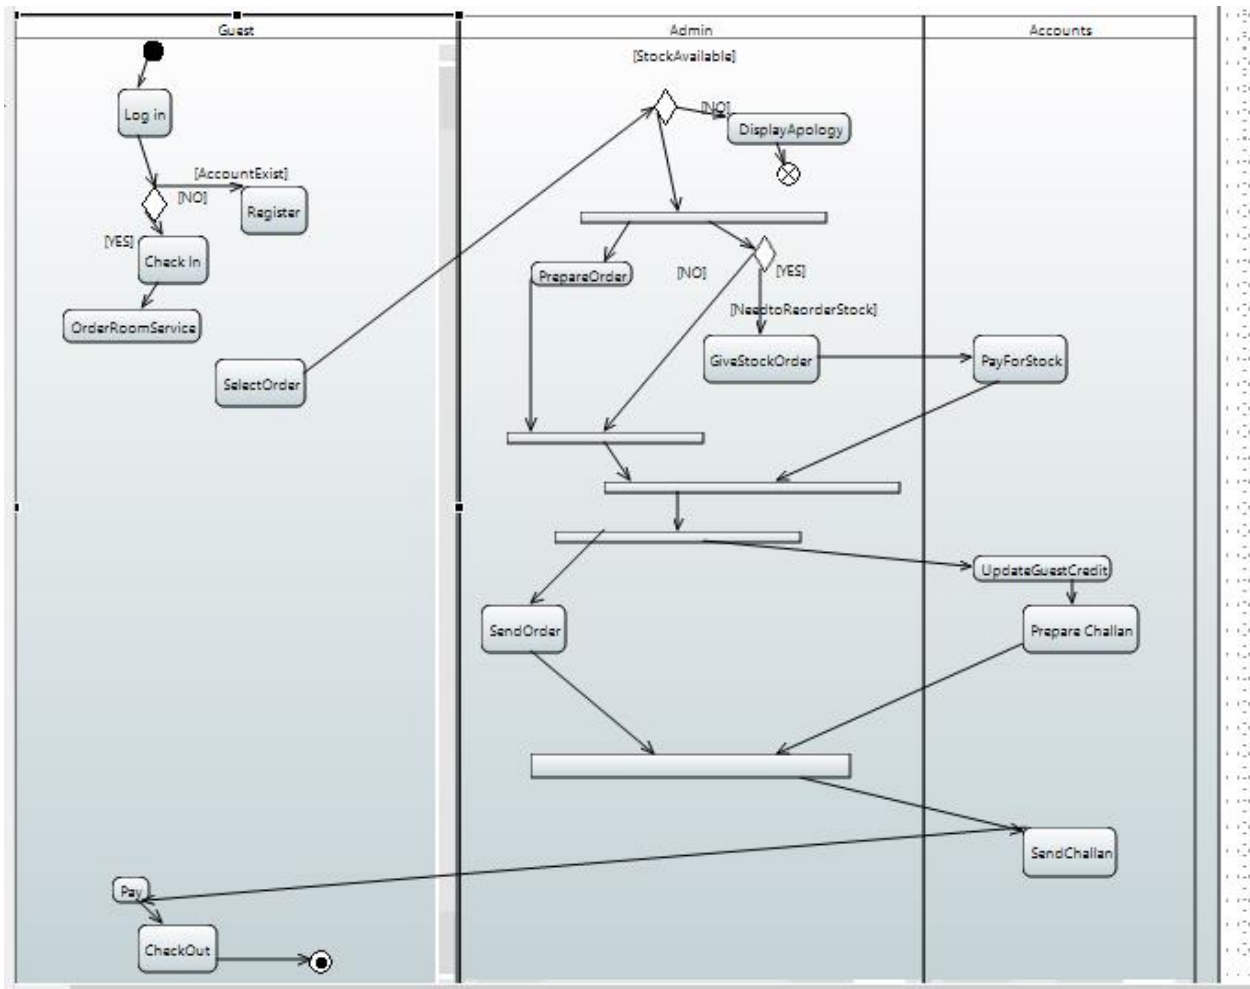 Guest
Admin
Accounts
[StockAvailable]
Log in
[NO]
DisplayApology
[AccountExist]
[NO]
Register
[YES]
Check In
PrepareOrder
[NO]
[YES]
OrderRoomService
[NeedtoReorderStock]
SelectOrder
GiveStockOrder
PayForStock
UpdateGuestCredit
SendOrder
Prepare Challan
SendChallan
Pay
CheckOut